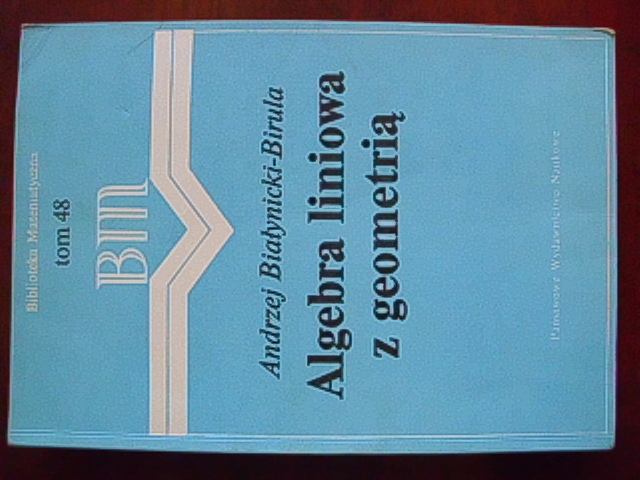 Biblioteka Matematyczna
tom 48
BM
Andrzej Białynicki-Birula
Algebra liniowa
z geometrią
Państwowe Wydawnictwo Naukowe